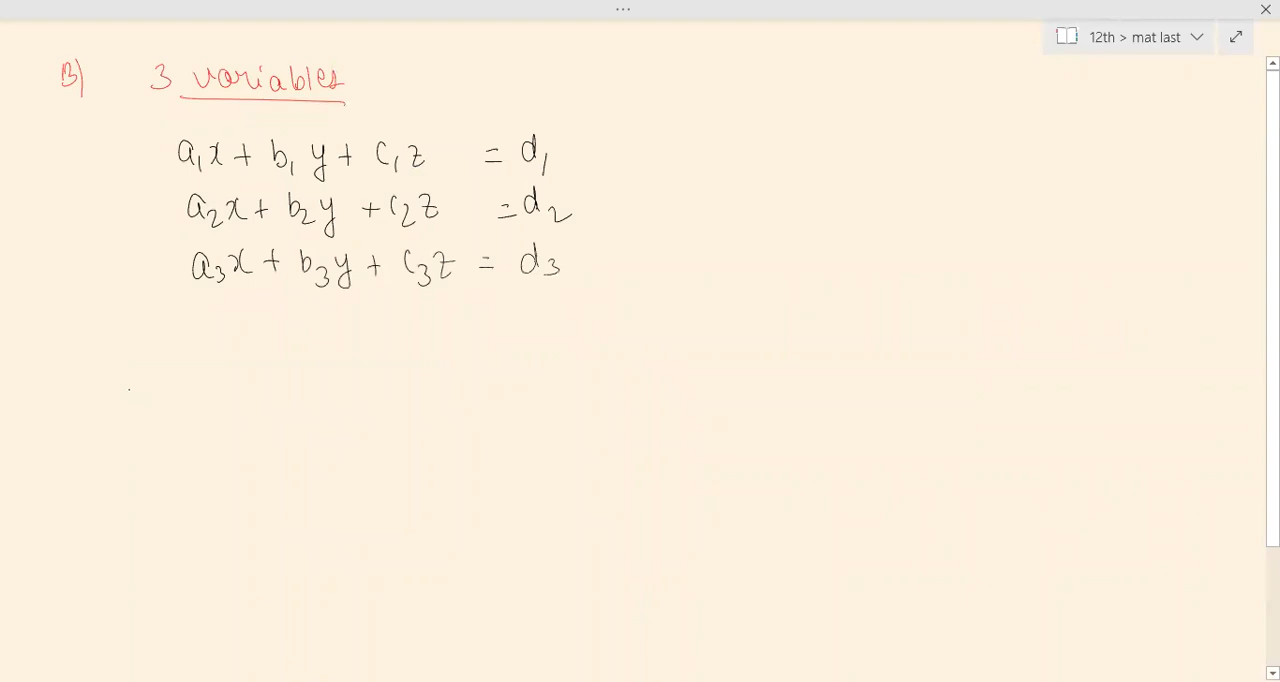 ...
12th > mat last
B) 3 variables
a₁x + b₁y + c₁z = d₁
a₂x + b₂y + c₂z = d₂
a₃x + b₃y + c₃z = d₃